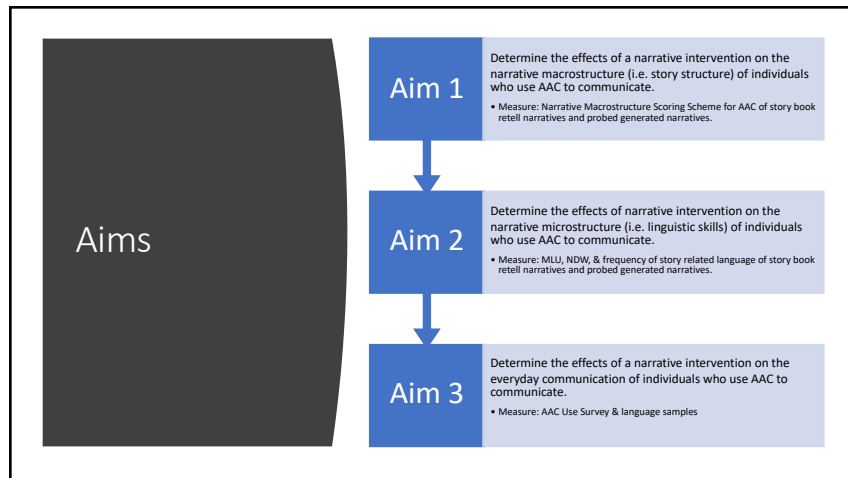 Aims
Aim 1
Determine the effects of a narrative intervention on the
narrative macrostructure (i.e. story structure) of individuals
who use AAC to communicate.
• Measure: Narrative Macrostructure Scoring Scheme for AAC of story book
retell narratives and probed generated narratives.
Aim 2
Determine the effects of narrative intervention on the
narrative microstructure (i.e. linguistic skills) of individuals
who use AAC to communicate.
• Measure: MLU, NDW, & frequency of story related language of story book
retell narratives and probed generated narratives.
Aim 3
Determine the effects of a narrative intervention on the
everyday communication of individuals who use AAC to
communicate.
• Measure: AAC Use Survey & language samples